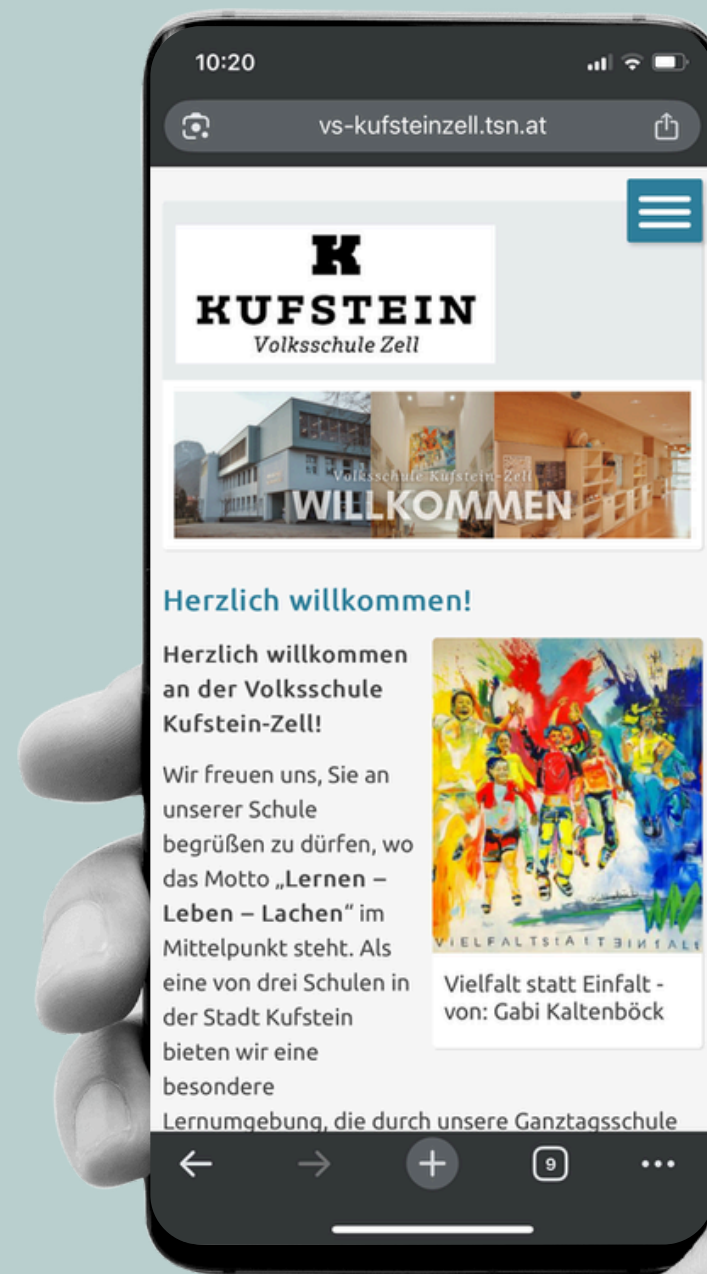 10:20
vs-kufsteinzell.tsn.at
K
KUFSTEIN
Volksschule Zell
Volksschule Kufstein-Zell
WILLKOMMEN
Herzlich willkommen!
Herzlich willkommen
an der Volksschule
Kufstein-Zell!
Wir freuen uns, Sie an
unserer Schule
begrüßen zu dürfen, wo
das Motto „Lernen –
Leben – Lachen“ im
Mittelpunkt steht. Als
eine von drei Schulen in
der Stadt Kufstein
bieten wir eine
besondere
Lernumgebung, die durch unsere Ganztagsschule
VIELFALT STATT EINFALT
Vielfalt statt Einfalt -
von: Gabi Kaltenböck
9